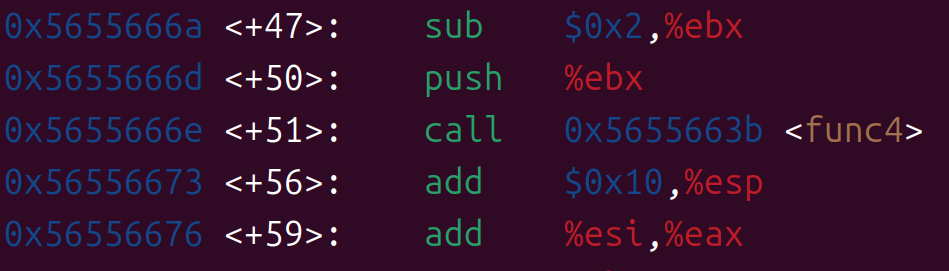 0x5655666a <+47>: sub $0x2,%ebx
0x5655666d <+50>: push %ebx
0x5655666e <+51>: call 0x5655663b <func4>
0x56556673 <+56>: add $0x10,%esp
0x56556676 <+59>: add %esi,%eax